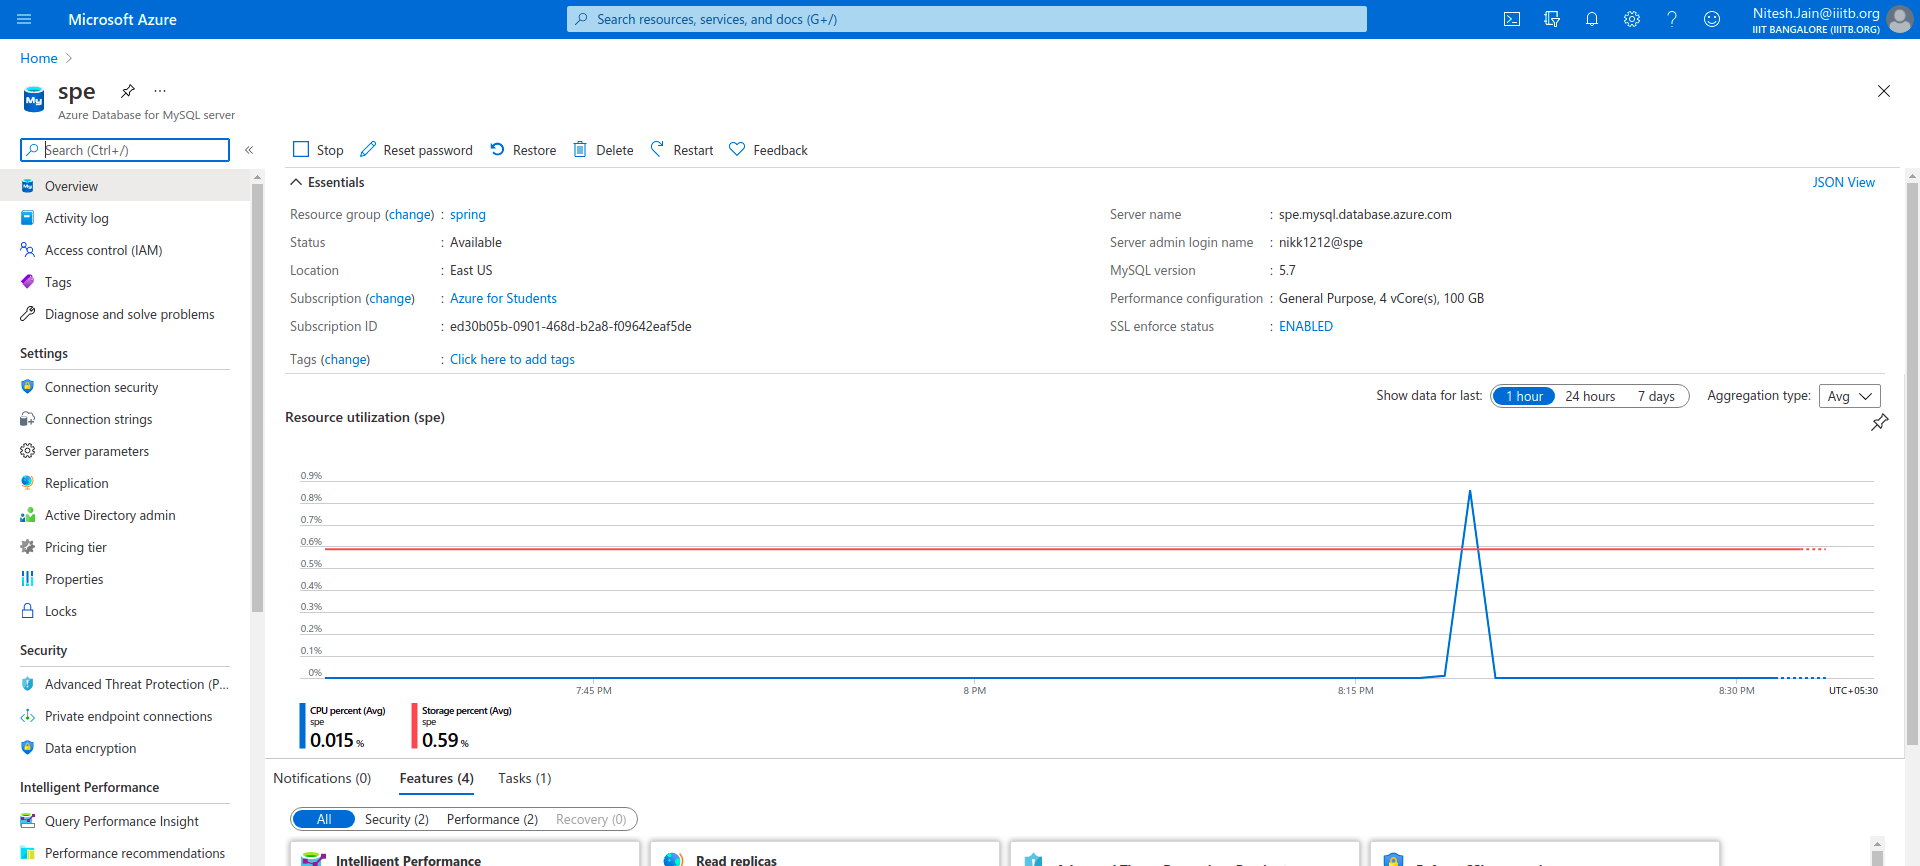 Microsoft Azure
Search resources, services, and docs (G+/)
Nitesh.Jain@iiitb.org
IIIT BANGALORE (IIITB.ORG)
Home
spe
Azure Database for MySQL server
Search (Ctrl+/)
Overview
Activity log
Access control (IAM)
Tags
Diagnose and solve problems
Settings
Connection security
Connection strings
Server parameters
Replication
Active Directory admin
Pricing tier
Properties
Locks
Security
Advanced Threat Protection (P...
Private endpoint connections
Data encryption
Intelligent Performance
Query Performance Insight
Performance recommendations
Stop Reset password Restore Delete Restart Feedback
Essentials
JSON View
Resource group (change) : spring
Status : Available
Location : East US
Subscription (change) : Azure for Students
Subscription ID : ed30b05b-0901-468d-b2a8-f09642eaf5de
Tags (change) : Click here to add tags
Server name : spe.mysql.database.azure.com
Server admin login name : nikk1212@spe
MySQL version : 5.7
Performance configuration : General Purpose, 4 vCore(s), 100 GB
SSL enforce status : ENABLED
Show data for last: 1 hour 24 hours 7 days Aggregation type: Avg
Resource utilization (spe)
0.9%
0.8%
0.7%
0.6%
0.5%
0.4%
0.3%
0.2%
0.1%
0%
7:45 PM 8 PM 8:15 PM 8:30 PM UTC+05:30
CPU percent (Avg)
spe
0.015 %
Storage percent (Avg)
spe
0.59 %
Notifications (0) Features (4) Tasks (1)
All Security (2) Performance (2) Recovery (0)
Intelligent Performance
Read replicas